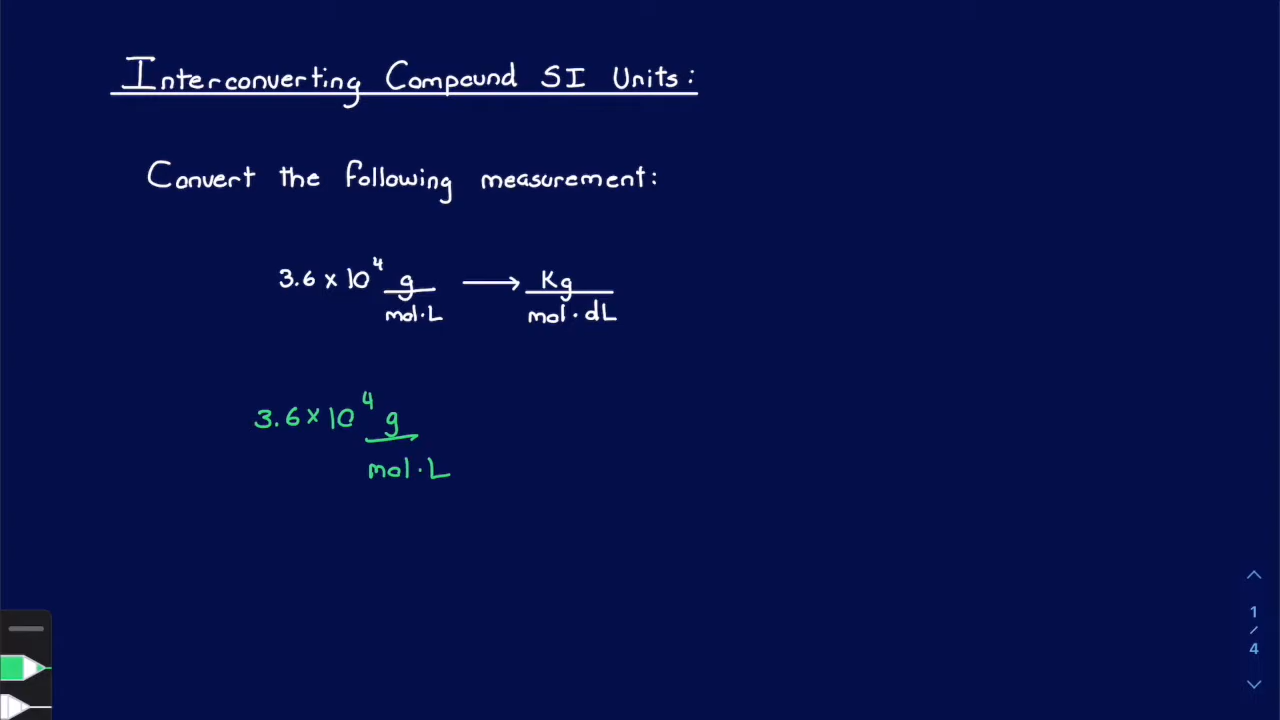 Interconverting Compound SI Units:
Convert the following measurement:
3.6 × 10⁴ g/mol·L → Kg/mol·dL
3.6 × 10⁴ g/mol·L
1
/
4